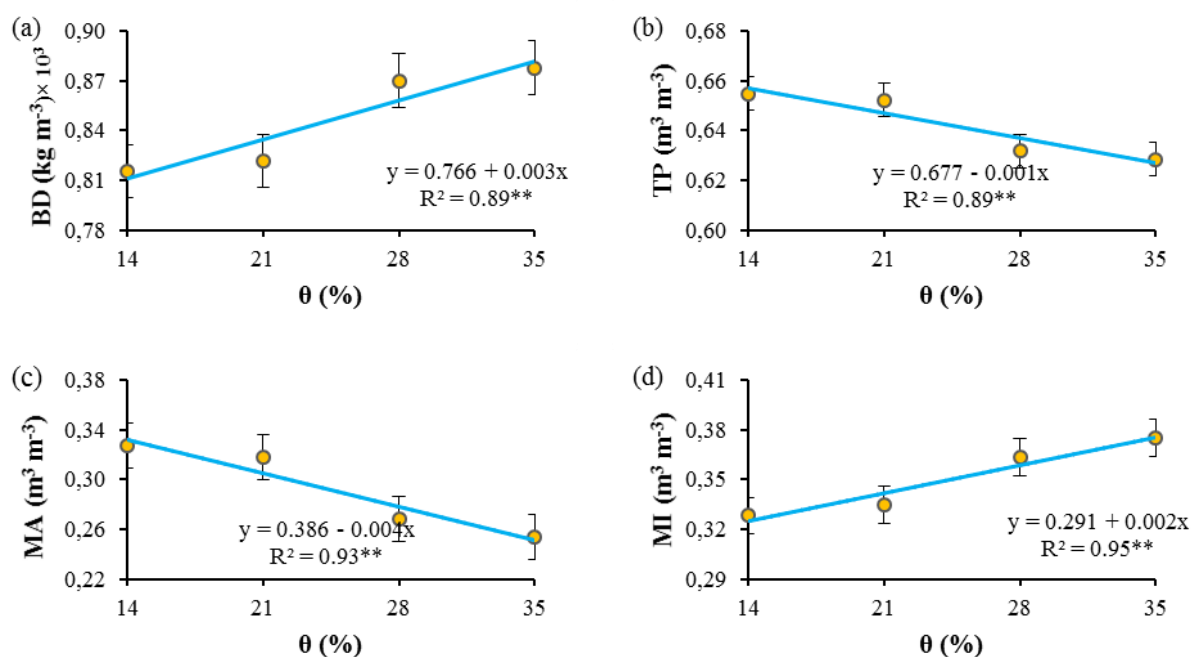 (a)
BD (kg m⁻³)× 10³
0,90
0,87
0,84
0,81
0,78
y = 0.766 + 0.003x
R² = 0.89**
14 21 28 35
θ (%)
(b)
TP (m³ m⁻³)
0,68
0,66
0,64
0,62
0,60
y = 0.677 - 0.001x
R² = 0.89**
14 21 28 35
θ (%)
(c)
MA (m³ m⁻³)
0,38
0,34
0,30
0,26
0,22
y = 0.386 - 0.004x
R² = 0.93**
14 21 28 35
θ (%)
(d)
MI (m³ m⁻³)
0,41
0,38
0,35
0,32
0,29
y = 0.291 + 0.002x
R² = 0.95**
14 21 28 35
θ (%)